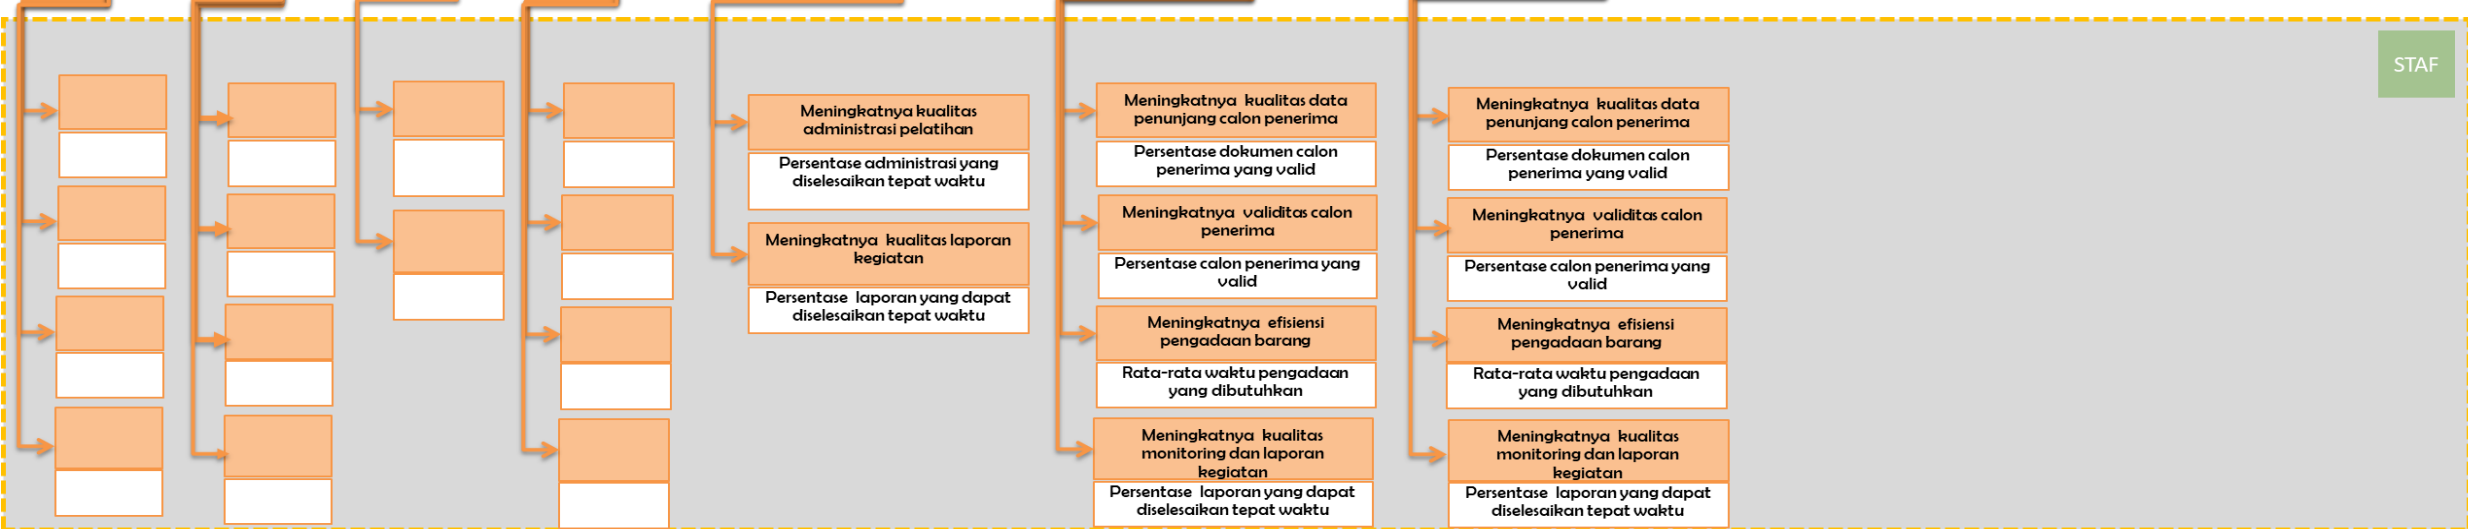 STAF
Meningkatnya kualitas
administrasi pelatihan
Persentase administrasi yang
diselesaikan tepat waktu
Meningkatnya kualitas laporan
kegiatan
Persentase laporan yang dapat
diselesaikan tepat waktu
Meningkatnya kualitas data
penunjang calon penerima
Persentase dokumen calon
penerima yang valid
Meningkatnya validitas calon
penerima
Persentase calon penerima yang
valid
Meningkatnya efisiensi
pengadaan barang
Rata-rata waktu pengadaan
yang dibutuhkan
Meningkatnya kualitas
monitoring dan laporan
kegiatan
Persentase laporan yang dapat
diselesaikan tepat waktu
Meningkatnya kualitas data
penunjang calon penerima
Persentase dokumen calon
penerima yang valid
Meningkatnya validitas calon
penerima
Persentase calon penerima yang
valid
Meningkatnya efisiensi
pengadaan barang
Rata-rata waktu pengadaan
yang dibutuhkan
Meningkatnya kualitas
monitoring dan laporan
kegiatan
Persentase laporan yang dapat
diselesaikan tepat waktu